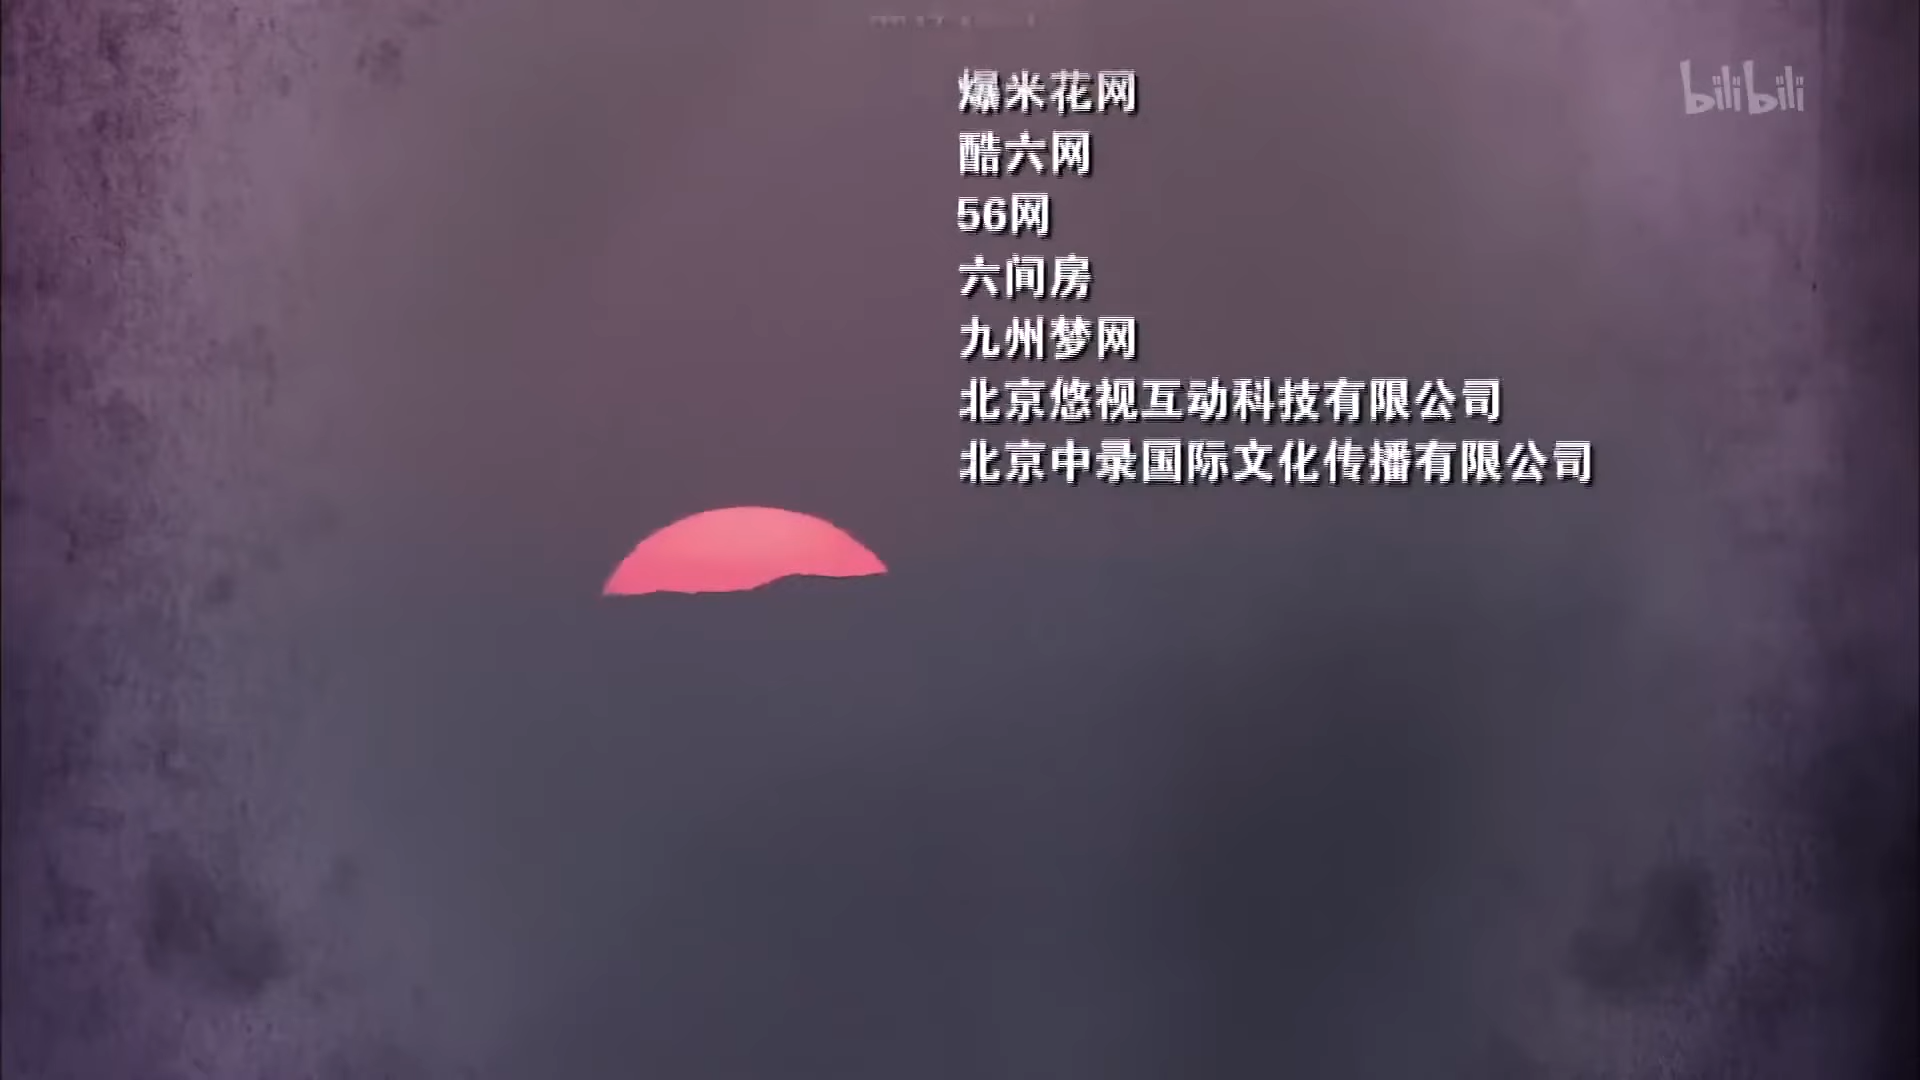 bilibili
爆米花网
酷六网
56网
六间房
九州梦网
北京悠视互动科技有限公司
北京中录国际文化传播有限公司